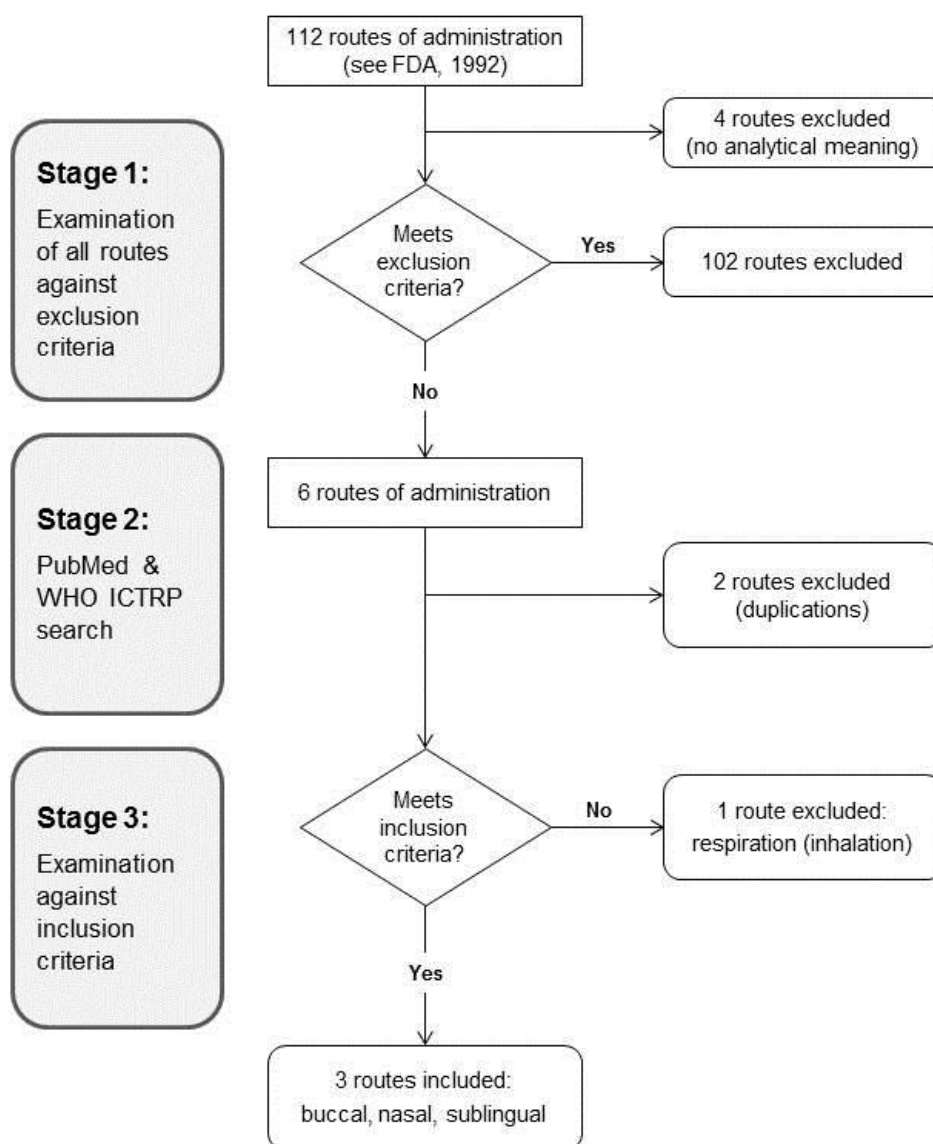 112 routes of administration
(see FDA, 1992)
4 routes excluded
(no analytical meaning)
Stage 1:
Examination
of all routes
against
exclusion
criteria
Meets
exclusion
criteria?
Yes
102 routes excluded
No
Stage 2:
PubMed &
WHO ICTRP
search
6 routes of administration
2 routes excluded
(duplications)
Stage 3:
Examination
against
inclusion
criteria
Meets
inclusion
criteria?
No
1 route excluded:
respiration (inhalation)
Yes
3 routes included:
buccal, nasal, sublingual